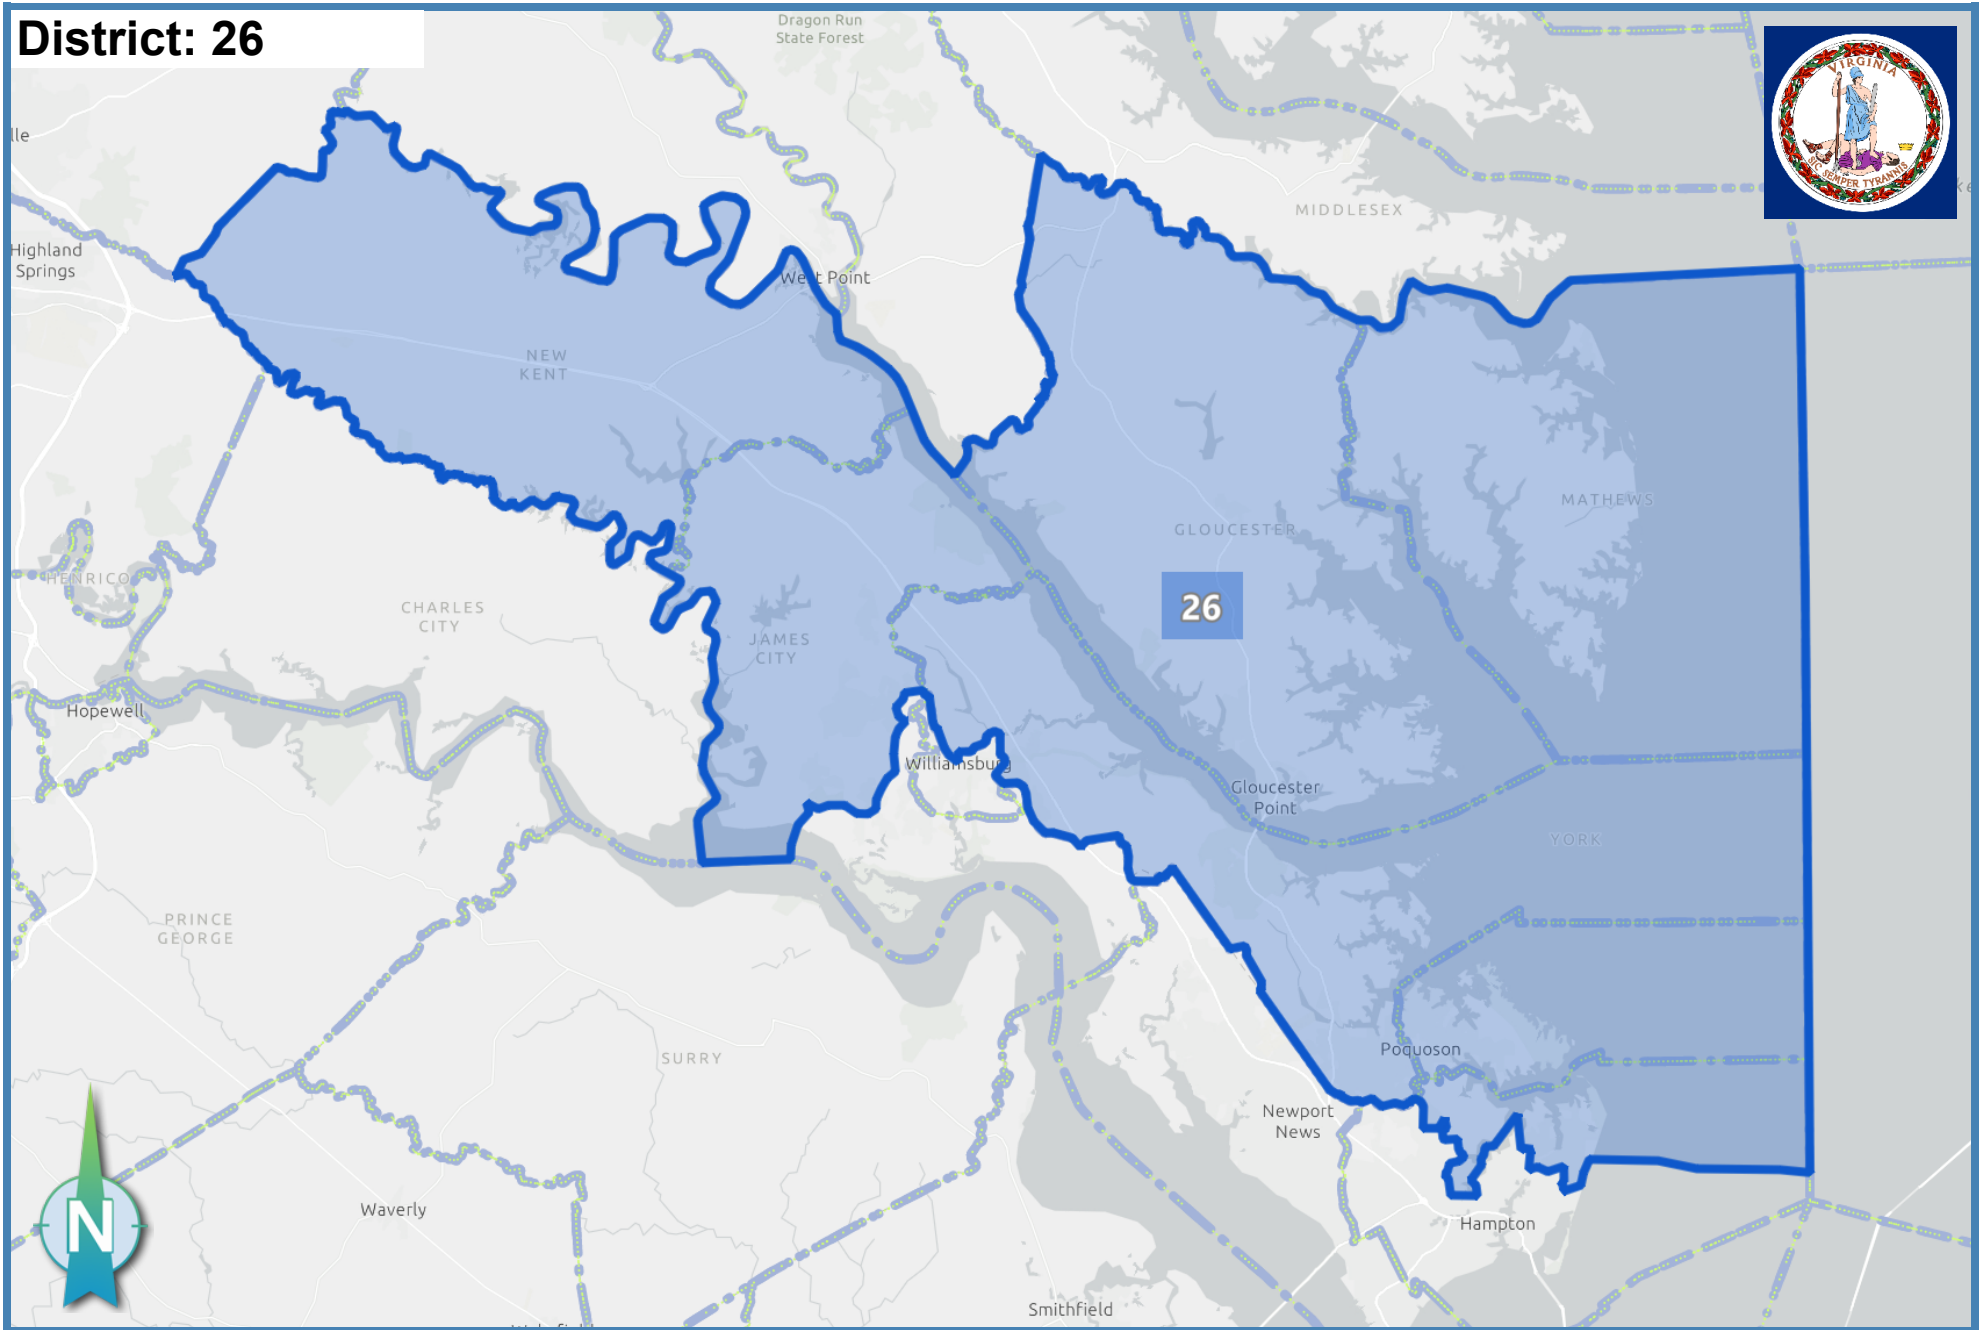 District: 26
Dragon Run
State Forest
VIRGINIA
SIC SEMPER TYRANNIS
lle
MIDDLESEX
Highland
Springs
West Point
NEW
KENT
MATHEWS
GLOUCESTER
HENRICO
26
CHARLES
CITY
JAMES
CITY
Hopewell
Williamsburg
Gloucester
Point
YORK
PRINCE
GEORGE
Poquoson
SURRY
Newport
News
Waverly
Hampton
N
Smithfield